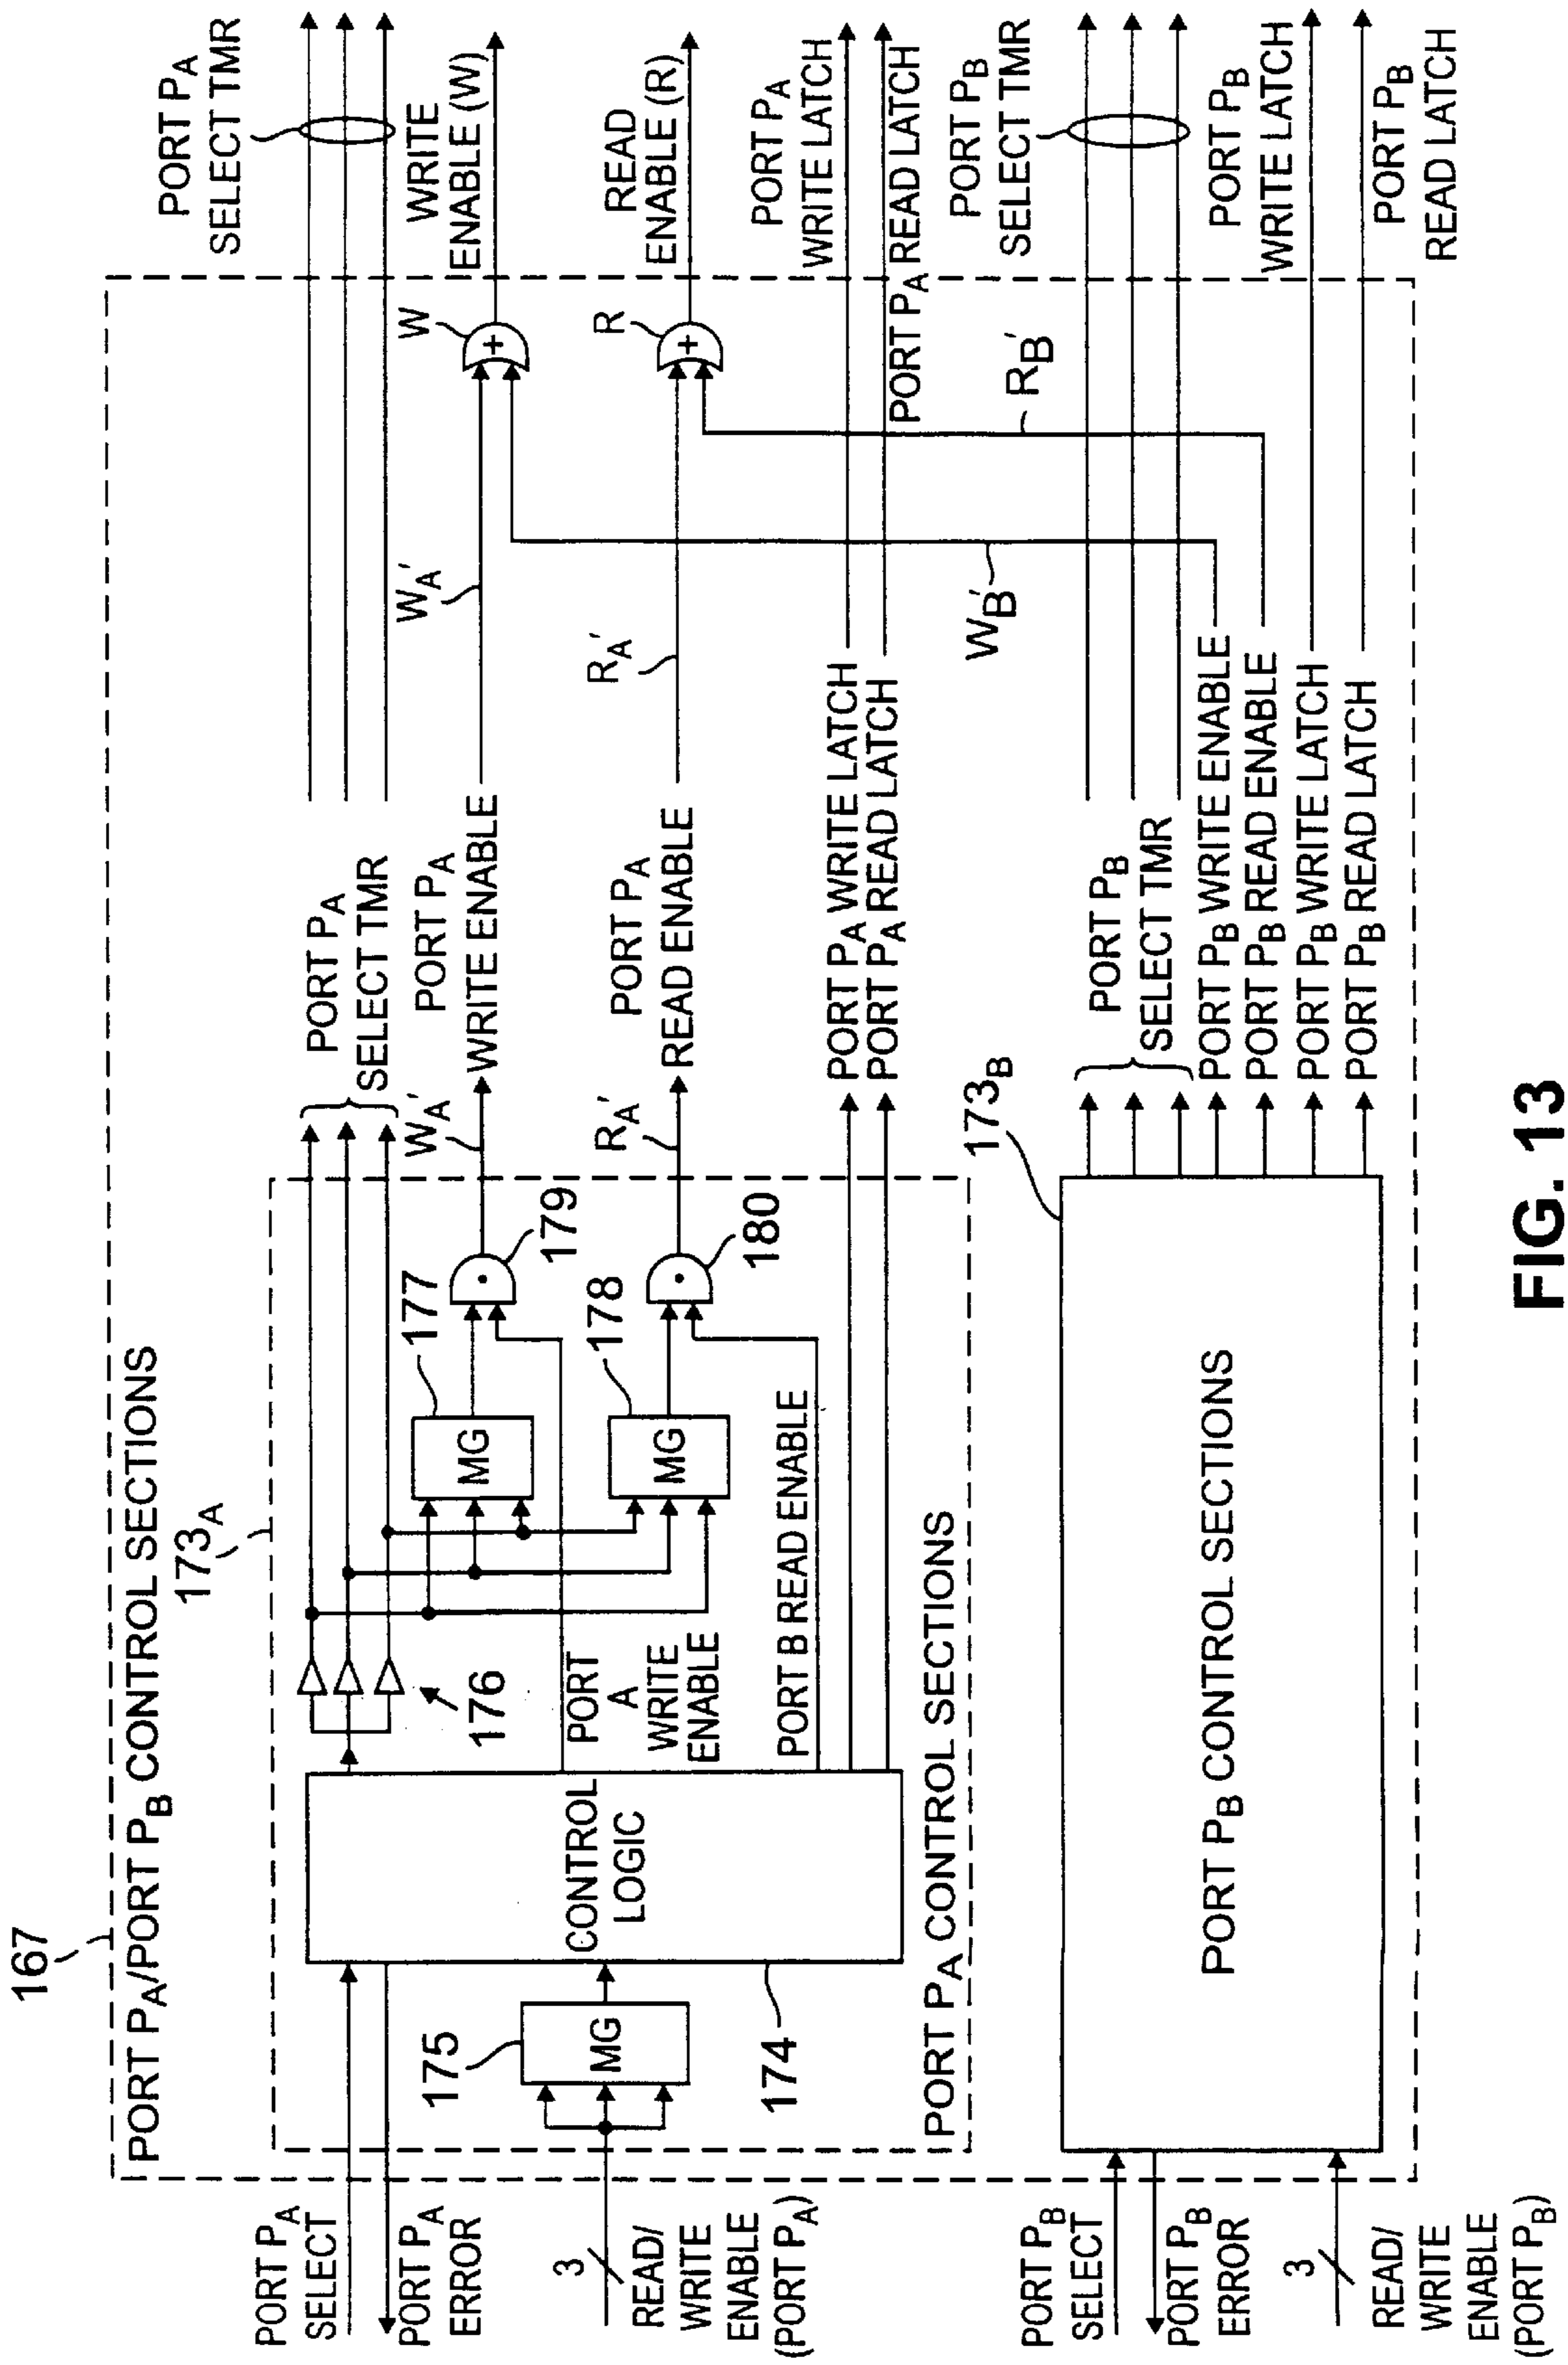 167
PORT PA/PORT PB CONTROL SECTIONS
173A
PORT PA
SELECT
PORT PA
ERROR
3
READ/
WRITE
ENABLE
(PORT PA)
175
MG
174
CONTROL
LOGIC
176
PORT
A
WRITE
ENABLE
PORT B READ ENABLE
177
MG
178
MG
179
180
PORT PA CONTROL SECTIONS
PORT PA
SELECT TMR
WA'
PORT PA
WRITE ENABLE
RA'
PORT PA
READ ENABLE
PORT PA WRITE LATCH
PORT PA READ LATCH
WA'
RA'
W
+
R
+
WB'
RB'
PORT PA
SELECT TMR
WRITE
ENABLE (W)
READ
ENABLE (R)
PORT PA
WRITE LATCH
PORT PA READ LATCH
PORT PB
SELECT
PORT PB
ERROR
3
READ/
WRITE
ENABLE
(PORT PB)
PORT PB CONTROL SECTIONS
173B
PORT PB
SELECT TMR
PORT PB WRITE ENABLE
PORT PB READ ENABLE
PORT PB WRITE LATCH
PORT PB READ LATCH
PORT PB
SELECT TMR
PORT PB
WRITE LATCH
PORT PB
READ LATCH
FIG. 13